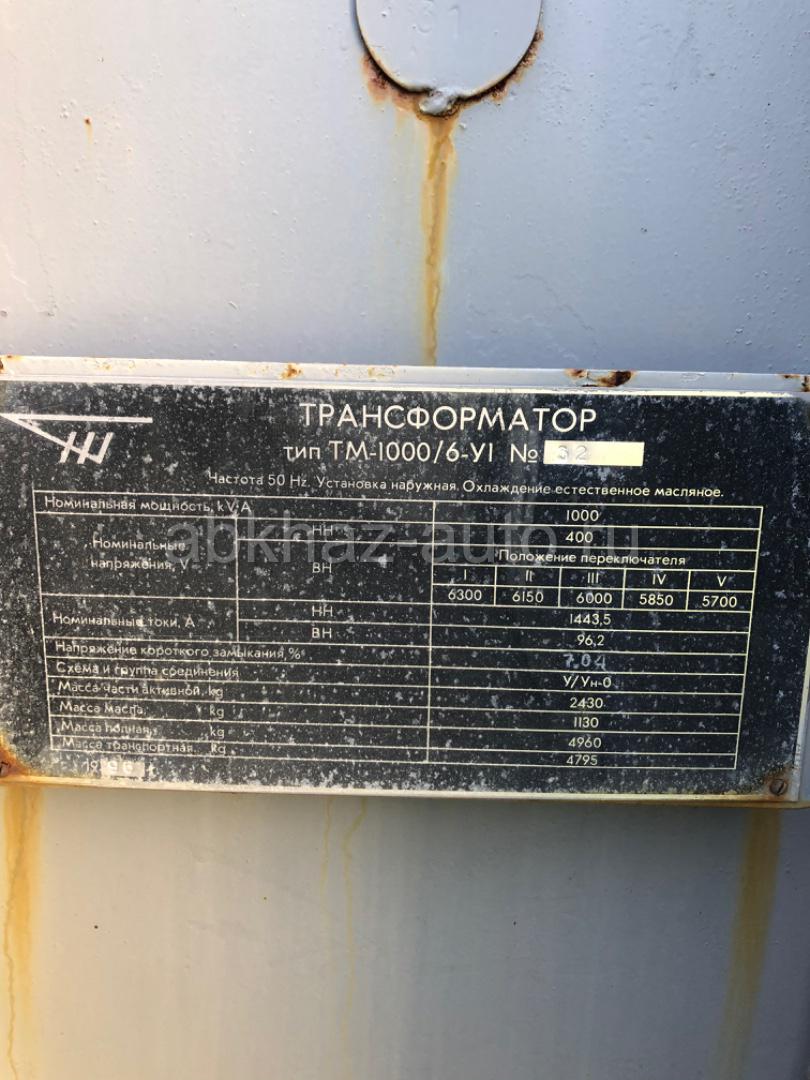 31
ТРАНСФОРМАТОР
тип ТМ-1000/6-У1 № 32
Частота 50 Hz. Установка наружная. Охлаждение естественное масляное.
Номинальная мощность, kV·A 1000
Номинальные напряжения, V НН 400
ВН Положение переключателя
I II III IV V
6300 6150 6000 5850 5700
Номинальные токи, А НН 1443,5
ВН 96,2
Напряжение короткого замыкания, %
Схема и группа соединения У/Ун-0
Масса части активной, kg 2430
Масса масла, kg 1130
Масса полная, kg 4960
Масса транспортная, kg 4795
1996
abkhaz-auto.ru